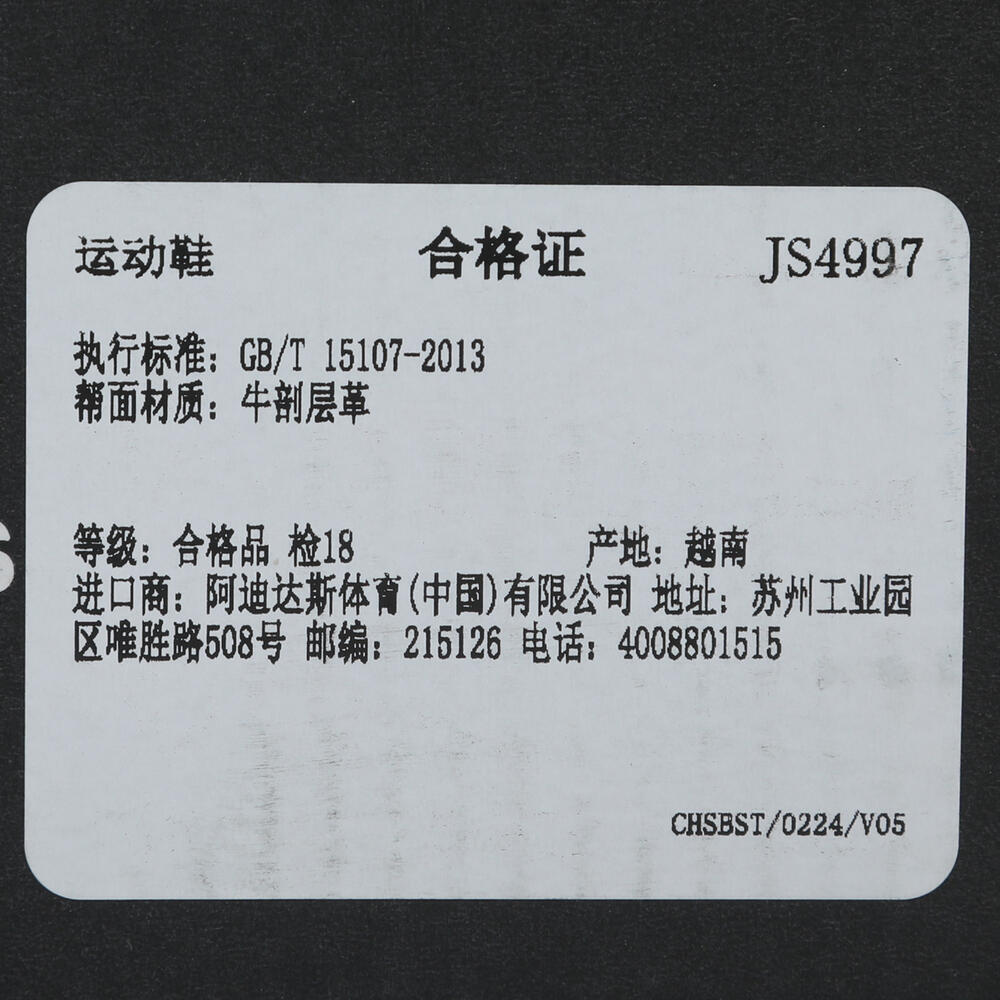 运动鞋 合格证 JS4997
执行标准：GB/T 15107-2013
帮面材质：牛剖层革
等级：合格品 检18 产地：越南
进口商：阿迪达斯体育(中国)有限公司 地址：苏州工业园
区唯胜路508号 邮编：215126 电话：4008801515
CHSBST/0224/V05